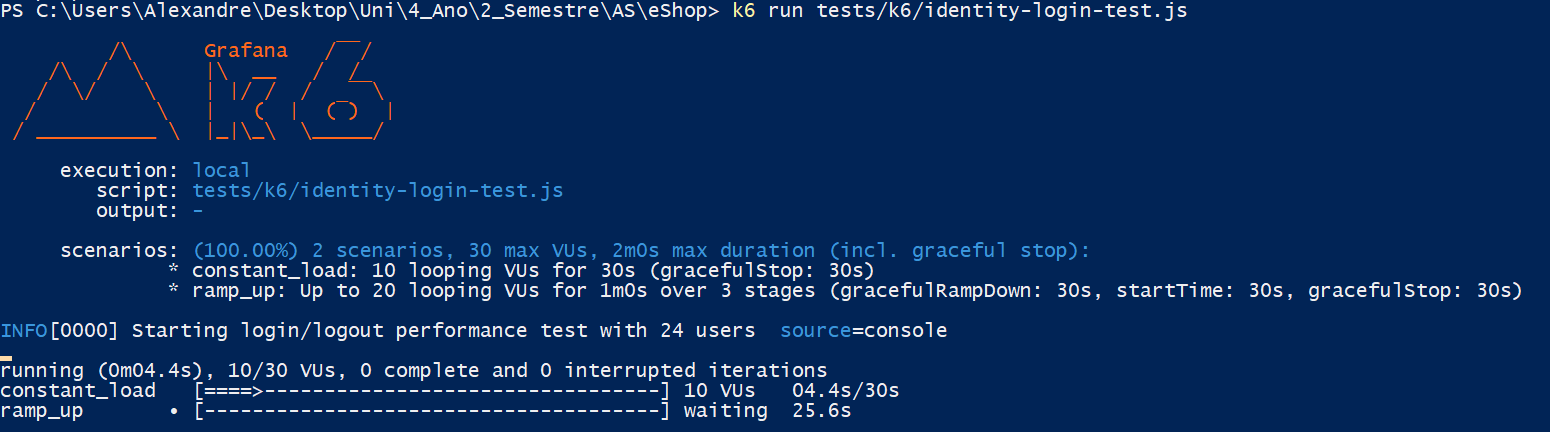 PS C:\Users\Alexandre\Desktop\Uni\4_Ano\2_Semestre\AS\eShop> k6 run tests/k6/identity-login-test.js
Grafana
k6
execution: local
script: tests/k6/identity-login-test.js
output: -
scenarios: (100.00%) 2 scenarios, 30 max VUs, 2m0s max duration (incl. graceful stop):
* constant_load: 10 looping VUs for 30s (gracefulStop: 30s)
* ramp_up: Up to 20 looping VUs for 1m0s over 3 stages (gracefulRampDown: 30s, startTime: 30s, gracefulStop: 30s)
INFO[0000] Starting login/logout performance test with 24 users  source=console
running (0m04.4s), 10/30 VUs, 0 complete and 0 interrupted iterations
constant_load   [====>---------------------------------] 10 VUs   04.4s/30s
ramp_up       • [--------------------------------------] waiting  25.6s